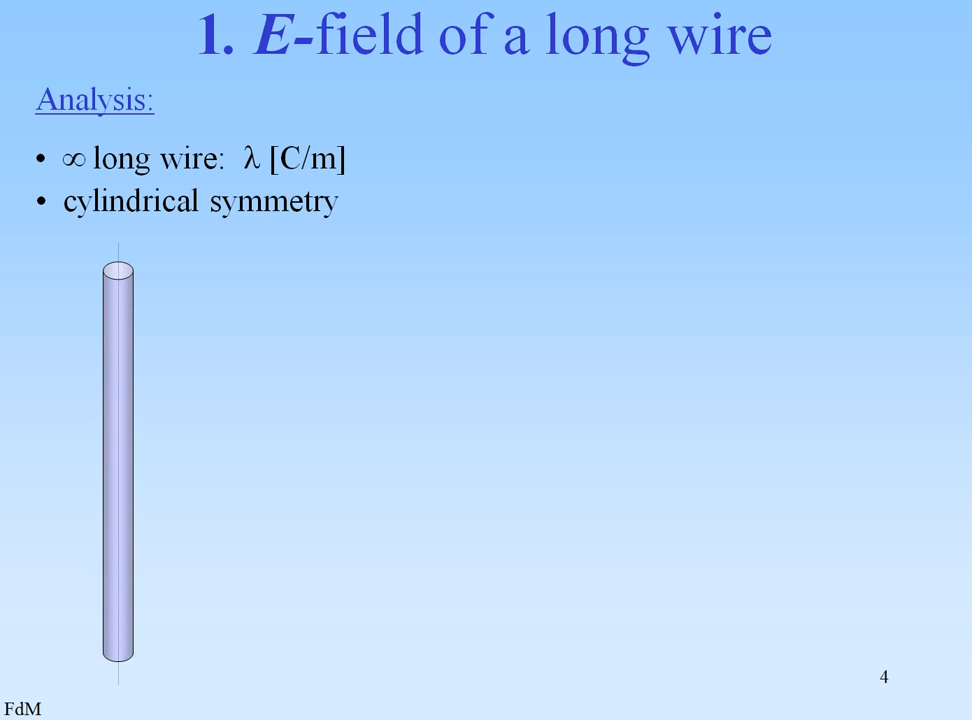 1. E-field of a long wire
Analysis:
• ∞ long wire: λ [C/m]
• cylindrical symmetry
4
FdM